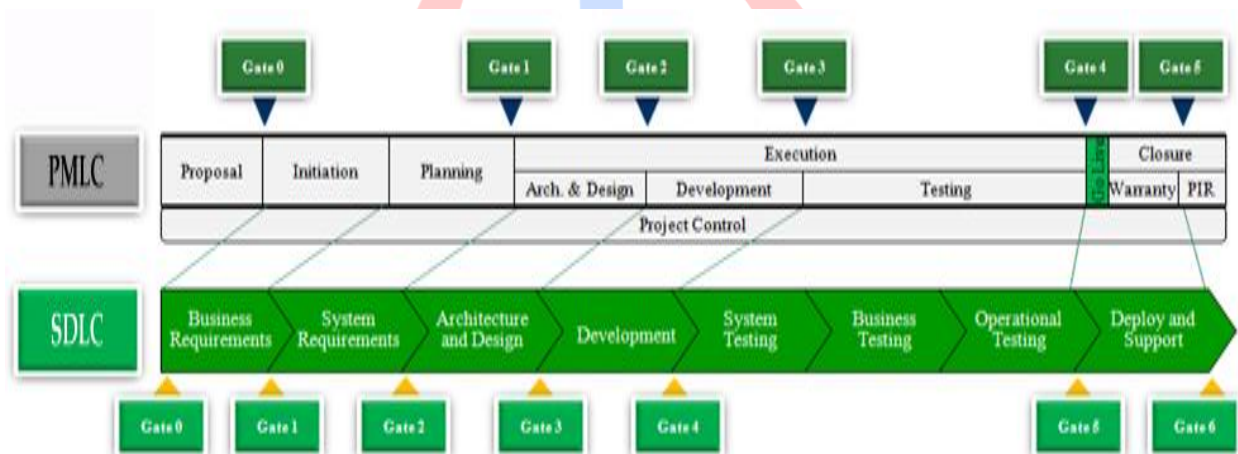 Gate 0
Gate 1
Gate 2
Gate 3
Gate 4
Gate 5
PMLC
Proposal
Initiation
Planning
Execution
Arch. & Design
Development
Testing
Go Live
Closure
Warranty
PIR
Project Control
SDLC
Business
Requirements
System
Requirements
Architecture
and Design
Development
System
Testing
Business
Testing
Operational
Testing
Deploy and
Support
Gate 0
Gate 1
Gate 2
Gate 3
Gate 4
Gate 5
Gate 6